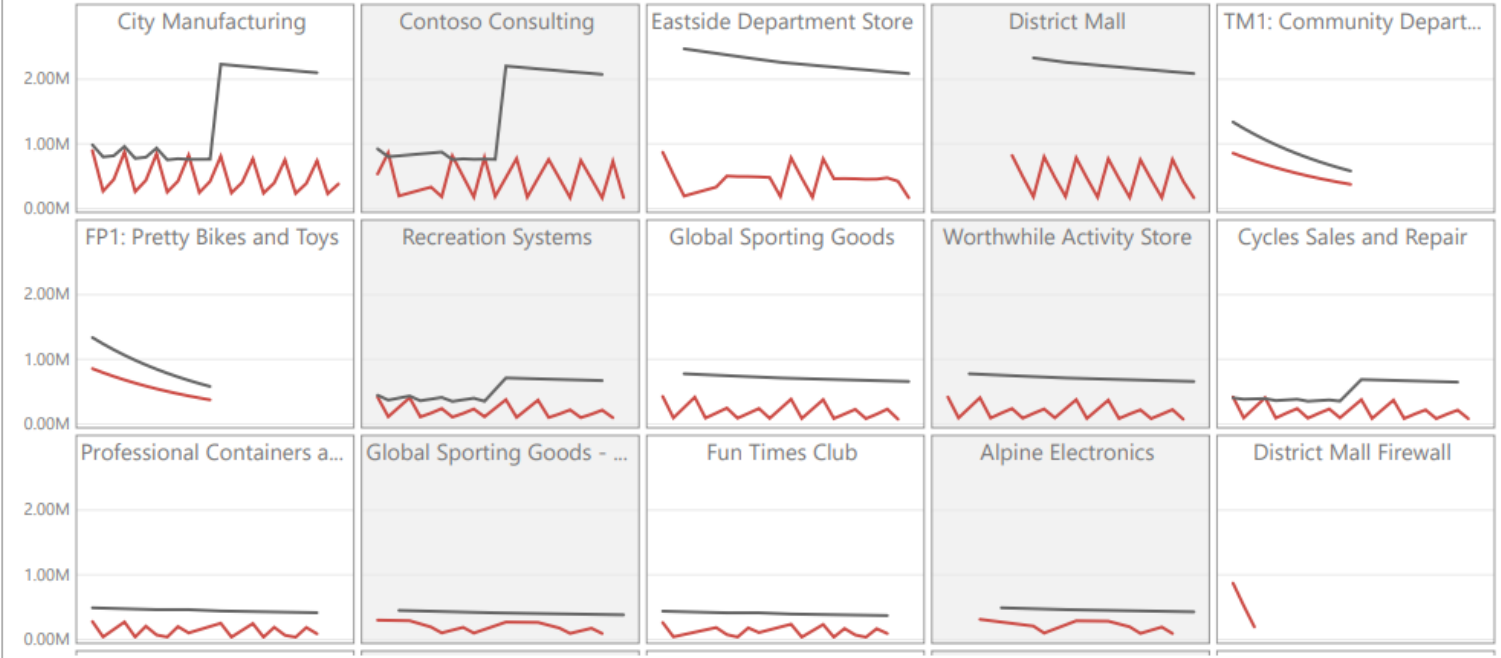 City Manufacturing
Contoso Consulting
Eastside Department Store
District Mall
TM1: Community Depart...
2.00M
1.00M
0.00M
FP1: Pretty Bikes and Toys
Recreation Systems
Global Sporting Goods
Worthwhile Activity Store
Cycles Sales and Repair
2.00M
1.00M
0.00M
Professional Containers a...
Global Sporting Goods - ...
Fun Times Club
Alpine Electronics
District Mall Firewall
2.00M
1.00M
0.00M